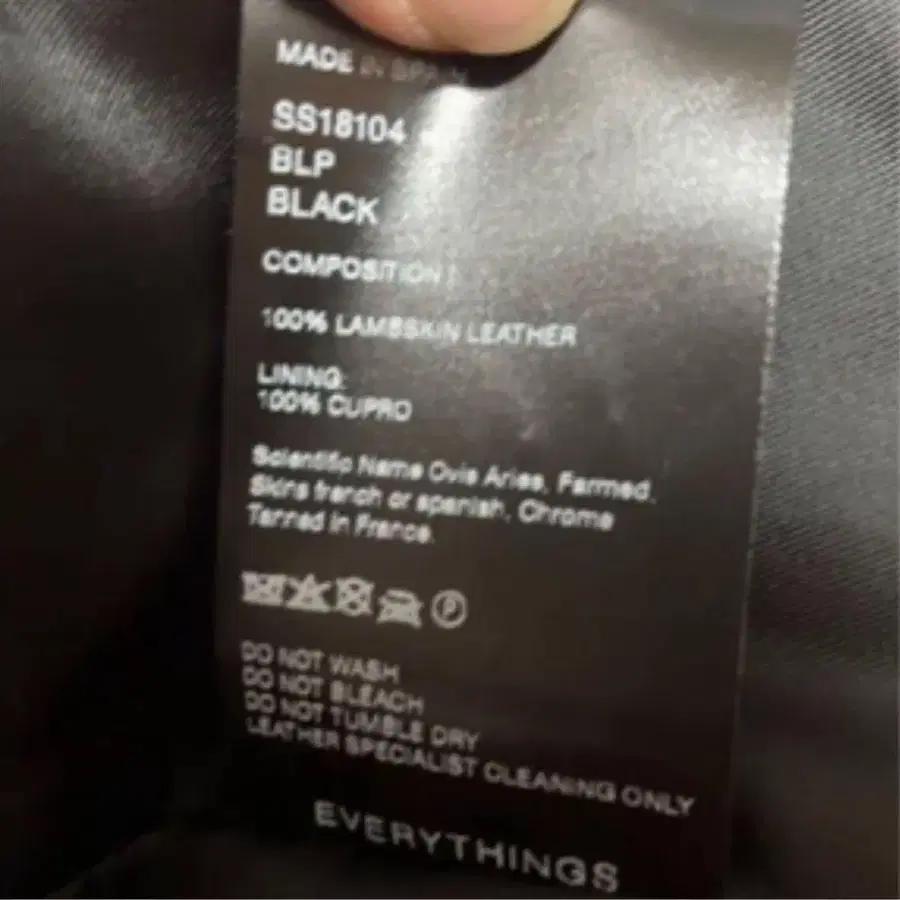 MADE IN SPAIN
SS18104
BLP
BLACK
COMPOSITION:
100% LAMBSKIN LEATHER
LINING:
100% CUPRO
Scientific Name Ovis Aries. Farmed.
Skins french or spanish. Chrome
Tanned in France.
P
DO NOT WASH
DO NOT BLEACH
DO NOT TUMBLE DRY
LEATHER SPECIALIST CLEANING ONLY
EVERYTHINGS